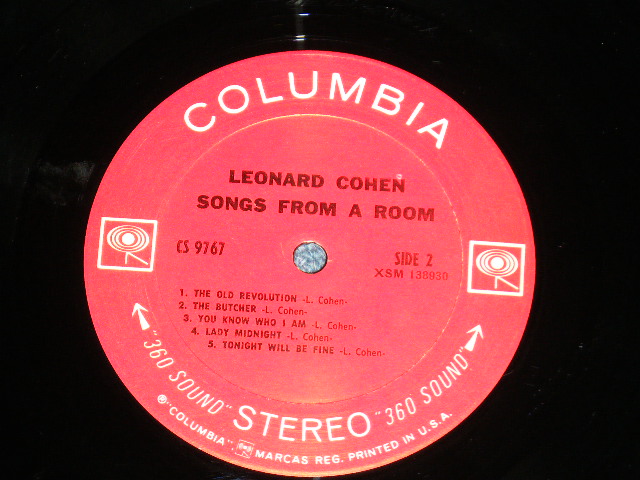 COLUMBIA
LEONARD COHEN
SONGS FROM A ROOM
CS 9767
SIDE 2
XSM 138930
1. THE OLD REVOLUTION -L. Cohen-
2. THE BUTCHER -L. Cohen-
3. YOU KNOW WHO I AM -L. Cohen-
4. LADY MIDNIGHT -L. Cohen-
5. TONIGHT WILL BE FINE -L. Cohen-
"360 SOUND" STEREO "360 SOUND"
℗"COLUMBIA" MARCAS REG. PRINTED IN U.S.A.